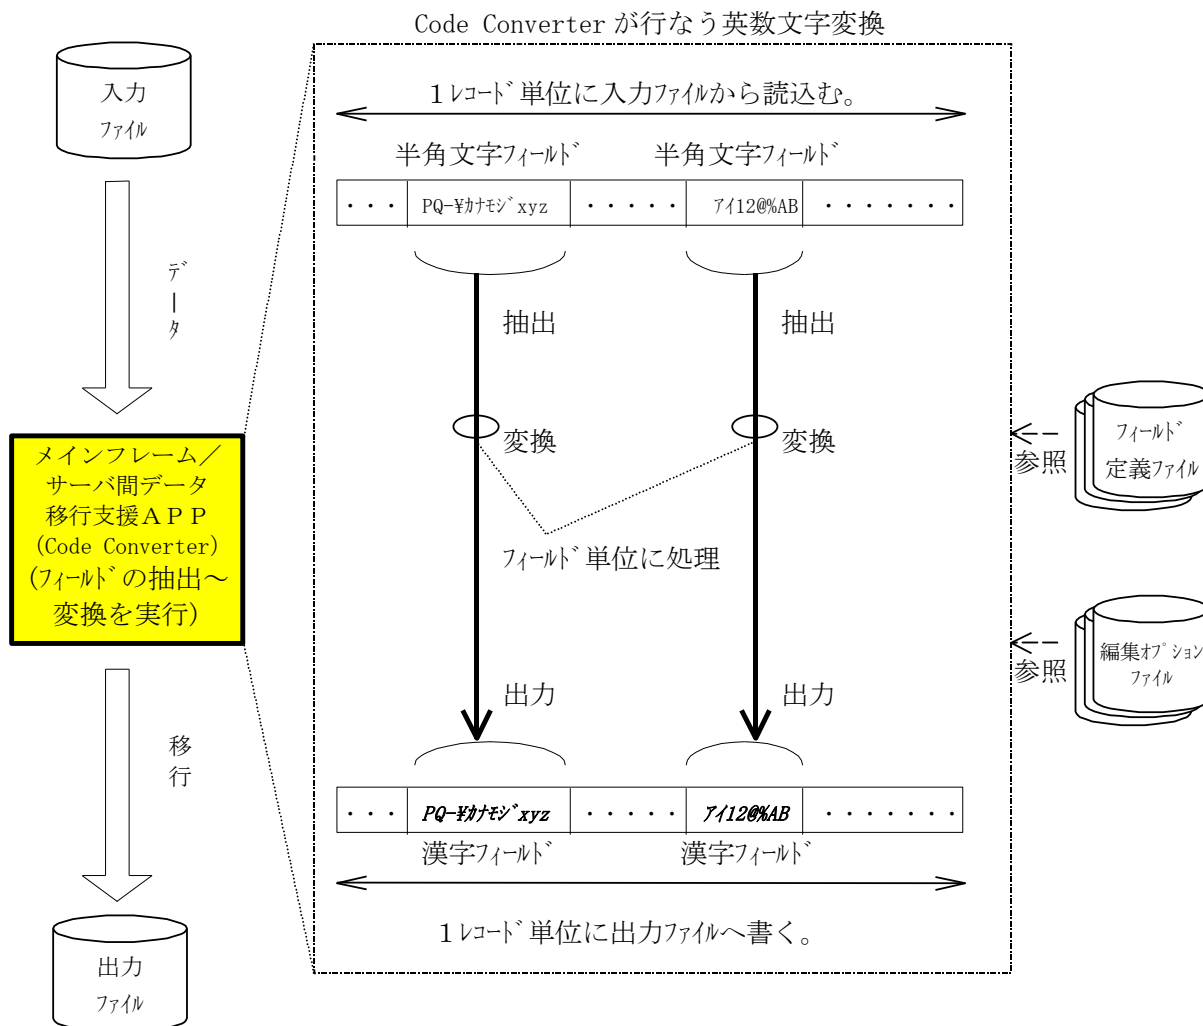 Code Converter が行なう英数文字変換
入力
ファイル
1レコード単位に入力ファイルから読込む。
半角文字フィールド 半角文字フィールド
・・・ PQ-¥カナモジxyz ・・・・・ アイ12@%AB ・・・・・・・
データ
抽出 抽出
変換 変換
フィールド
定義ファイル
参照
メインフレーム/
サーバ間データ
移行支援APP
(Code Converter)
(フィールドの抽出~
変換を実行)
フィールド単位に処理
編集オプション
ファイル
参照
出力 出力
移行
・・・ PQ-¥カナモジxyz ・・・・・ アイ12@%AB ・・・・・・・
漢字フィールド 漢字フィールド
1レコード単位に出力ファイルへ書く。
出力
ファイル